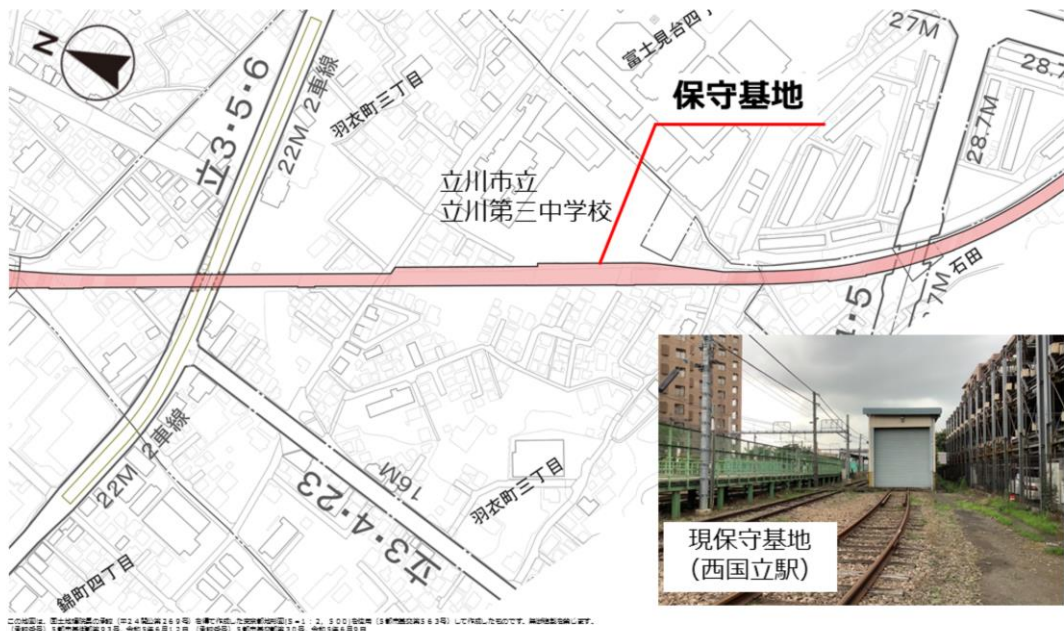 N
立3・5・6
22M 2車線
羽衣町三丁目
富士見台四丁
27M
28.7
28.7M
保守基地
立川市立
立川第三中学校
石田
7M
22M 2車線
立3・4・23
16M
羽衣町三丁目
錦町四丁目
現保守基地
（西国立駅）